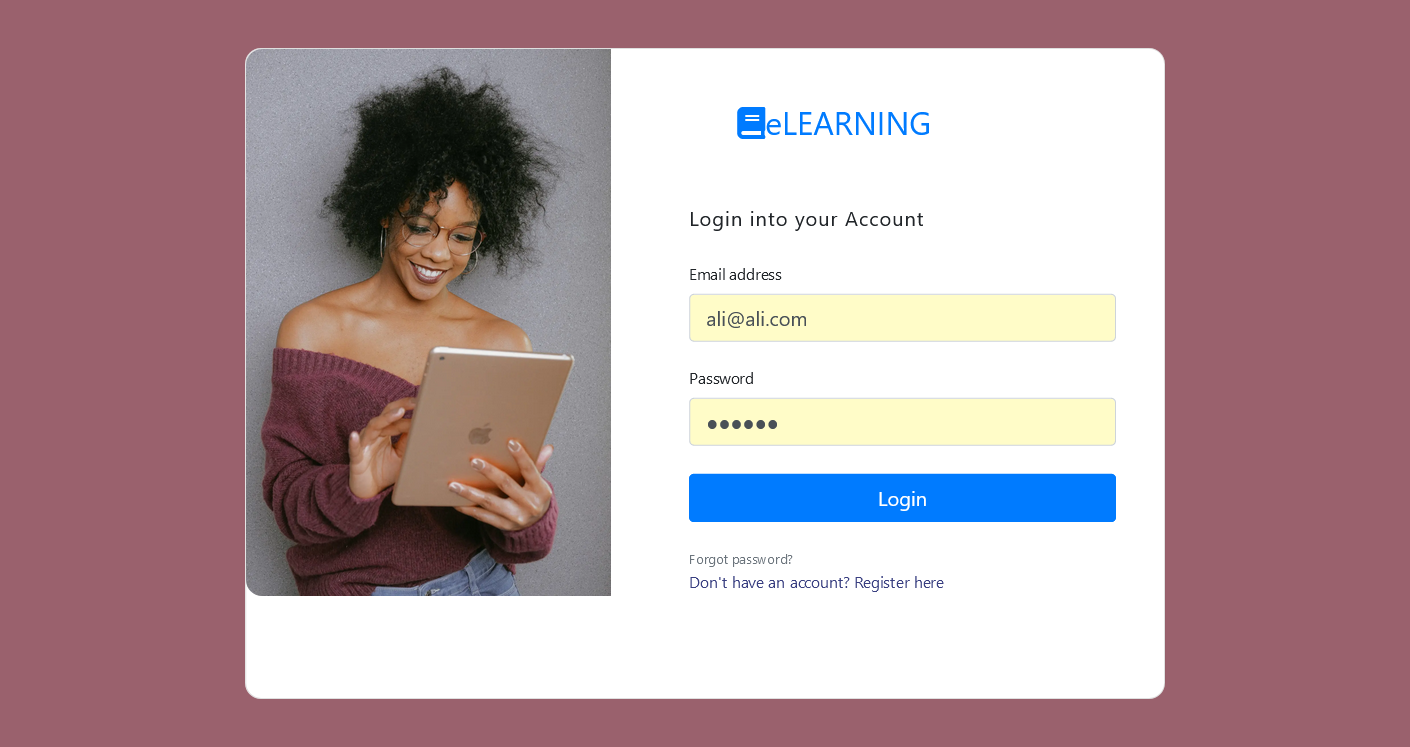 eLEARNING
Login into your Account
Email address
ali@ali.com
Password
●●●●●●
Login
Forgot password?
Don't have an account? Register here